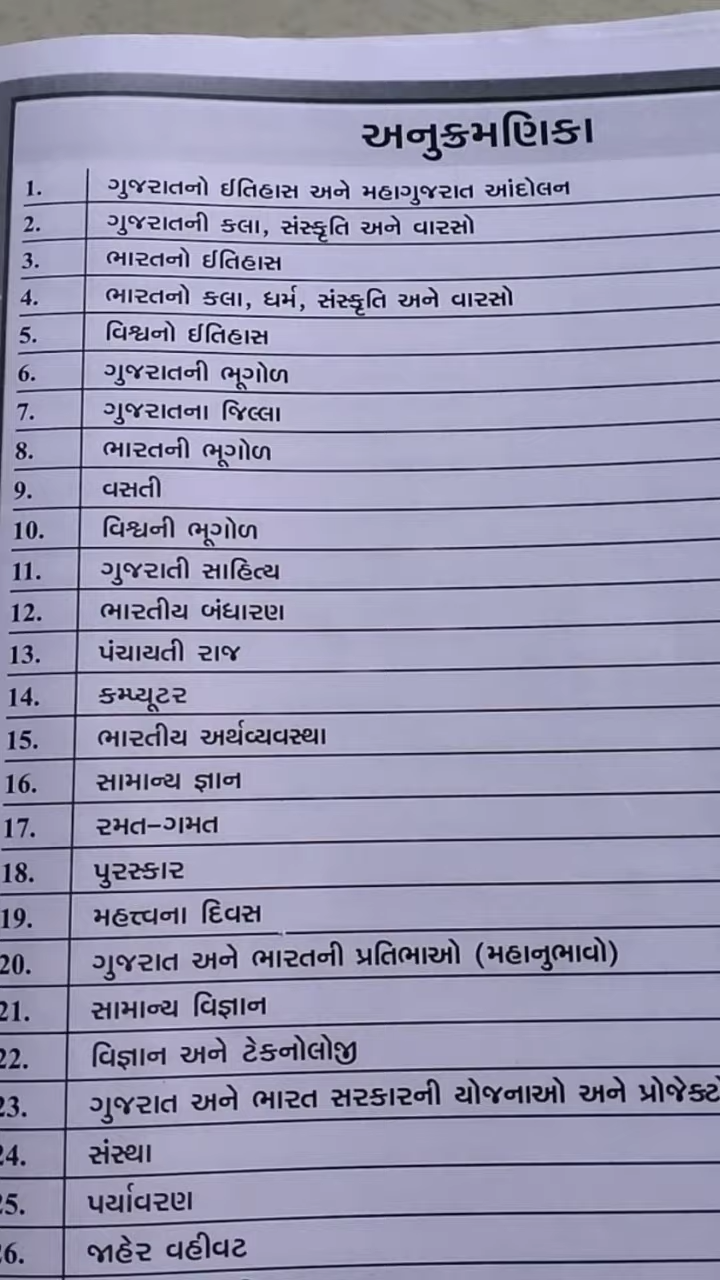 અનુક્રમણિકા
1. ગુજરાતનો ઈતિહાસ અને મહાગુજરાત આંદોલન
2. ગુજરાતની કલા, સંસ્કૃતિ અને વારસો
3. ભારતનો ઈતિહાસ
4. ભારતનો કલા, ધર્મ, સંસ્કૃતિ અને વારસો
5. વિશ્વનો ઈતિહાસ
6. ગુજરાતની ભૂગોળ
7. ગુજરાતના જિલ્લા
8. ભારતની ભૂગોળ
9. વસતી
10. વિશ્વની ભૂગોળ
11. ગુજરાતી સાહિત્ય
12. ભારતીય બંધારણ
13. પંચાયતી રાજ
14. કમ્પ્યૂટર
15. ભારતીય અર્થવ્યવસ્થા
16. સામાન્ય જ્ઞાન
17. રમત-ગમત
18. પુરસ્કાર
19. મહત્ત્વના દિવસ
20. ગુજરાત અને ભારતની પ્રતિભાઓ (મહાનુભાવો)
21. સામાન્ય વિજ્ઞાન
22. વિજ્ઞાન અને ટેકનોલોજી
23. ગુજરાત અને ભારત સરકારની યોજનાઓ અને પ્રોજેક્ટો
24. સંસ્થા
25. પર્યાવરણ
26. જાહેર વહીવટ